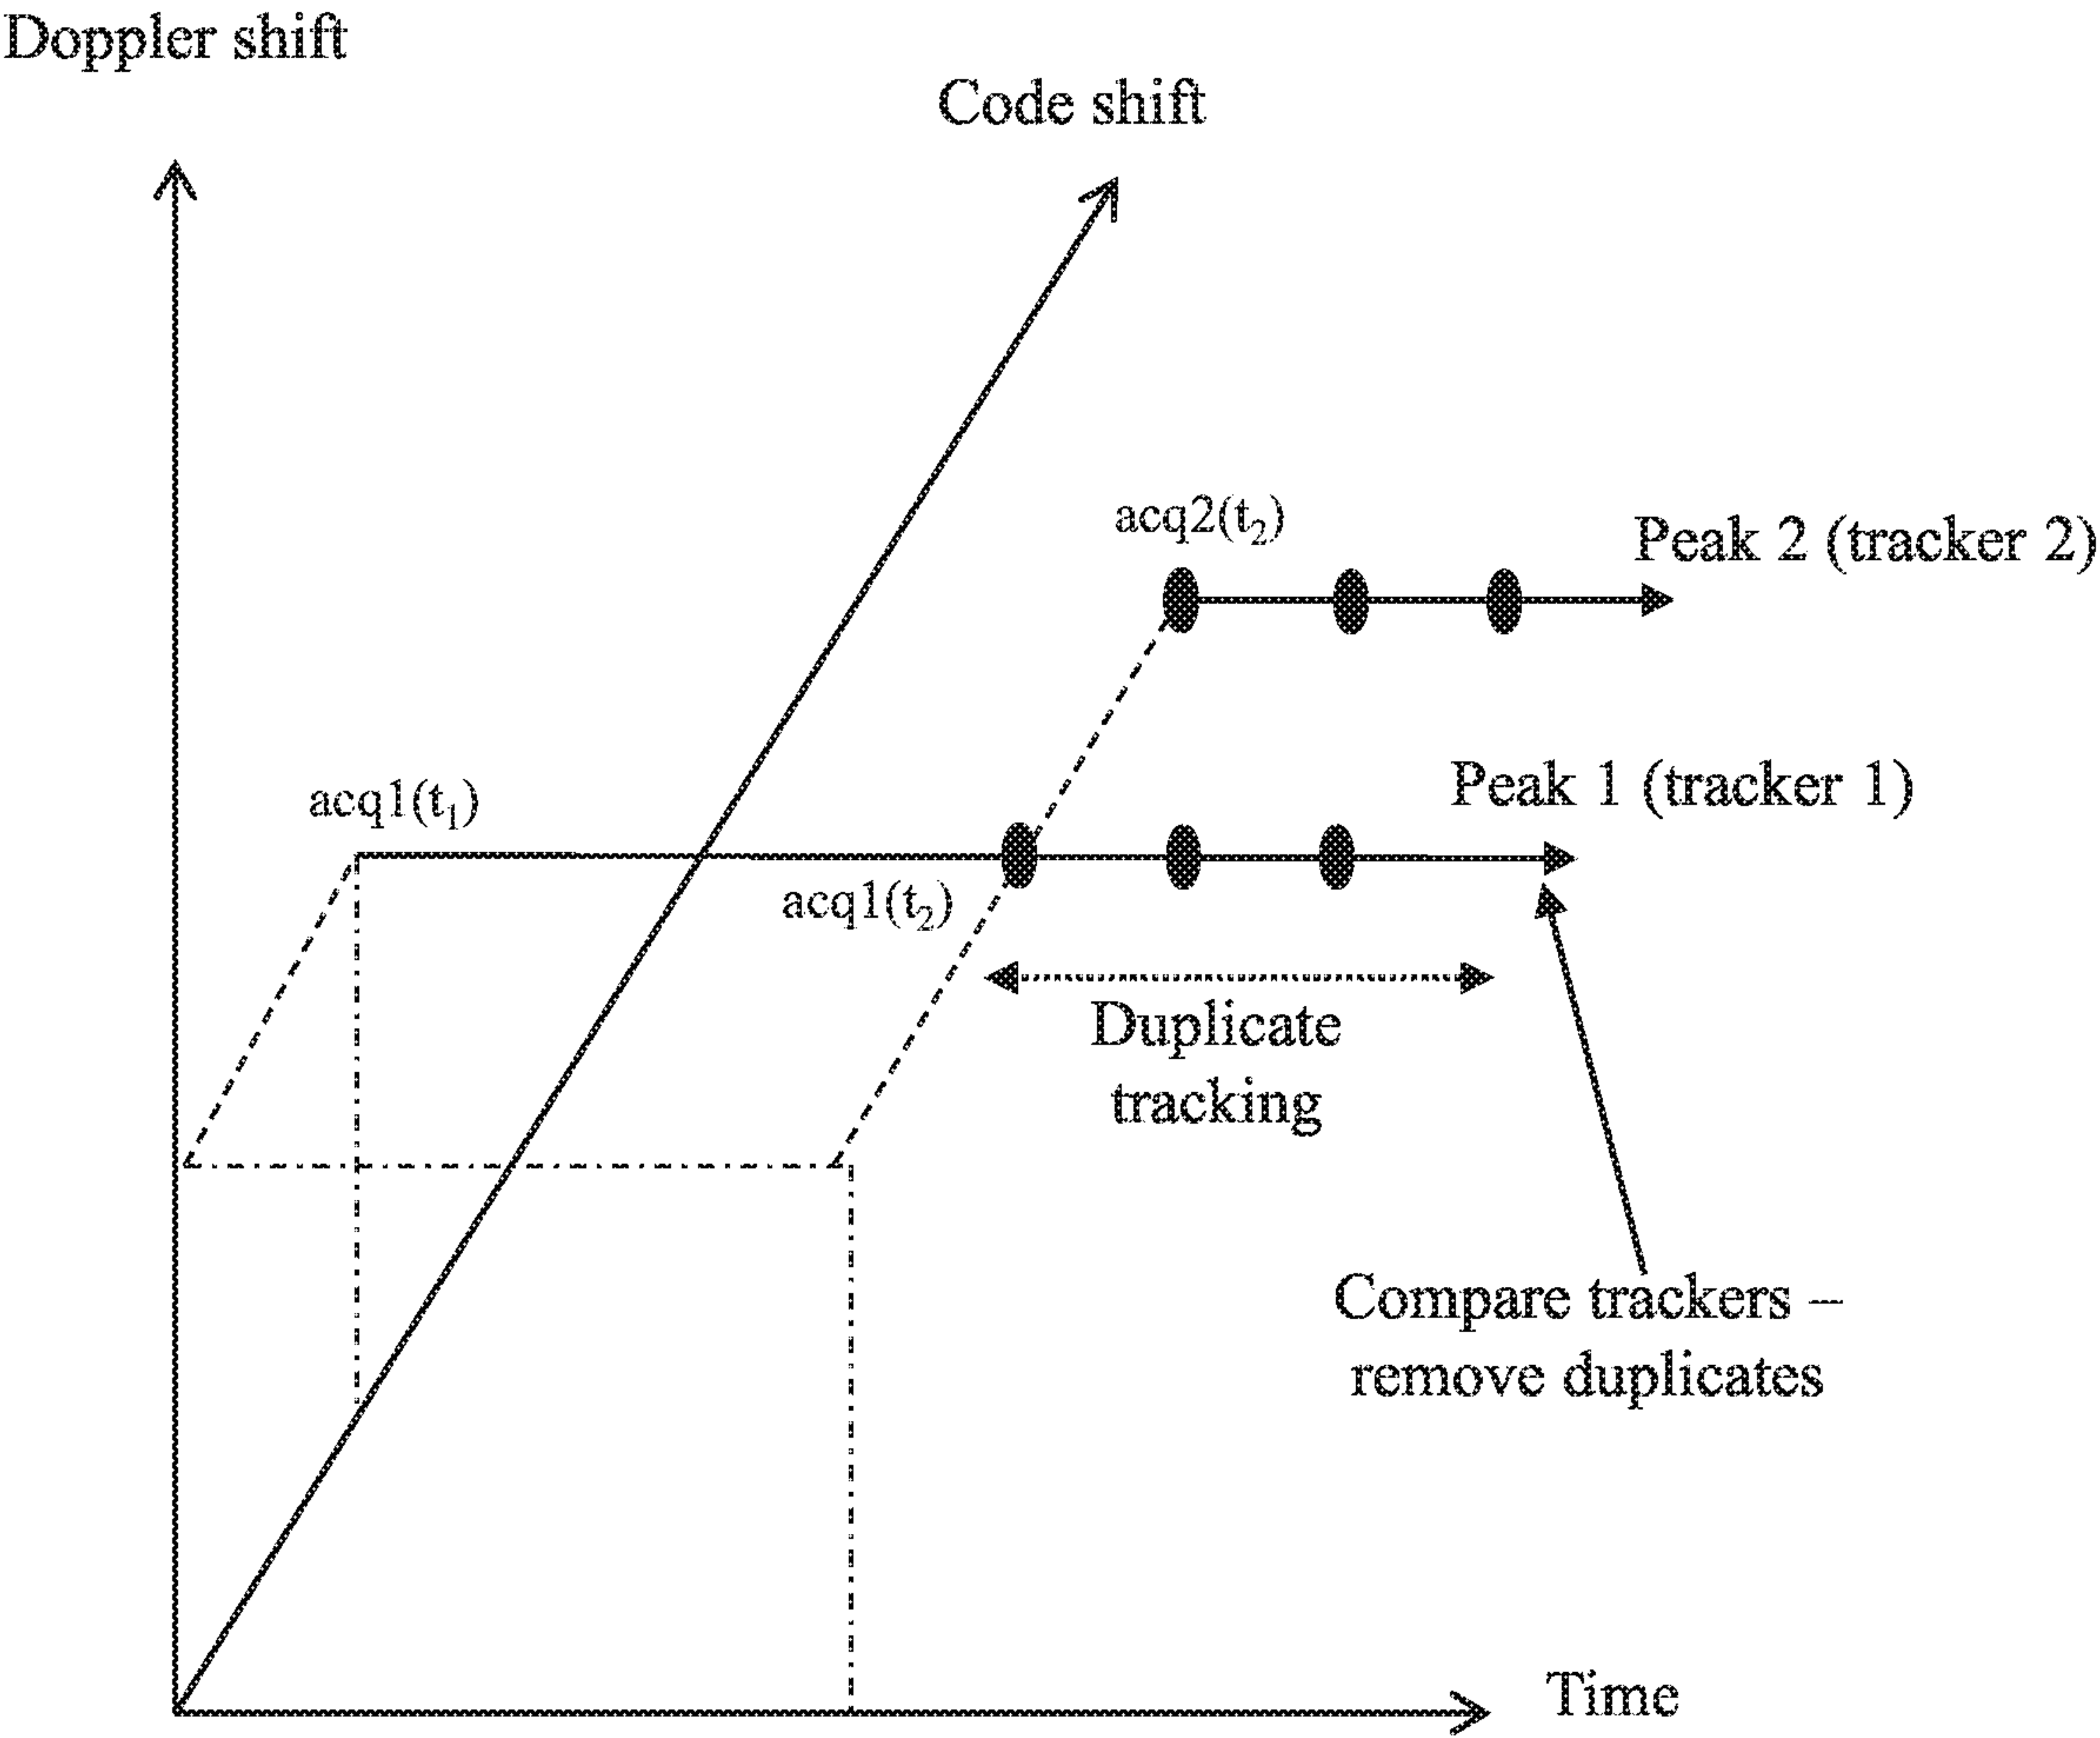 Doppler shift
Code shift
acq2(t₂)
Peak 2 (tracker 2)
acq1(t₁)
Peak 1 (tracker 1)
acq1(t₂)
Duplicate
tracking
Compare trackers –
remove duplicates
Time